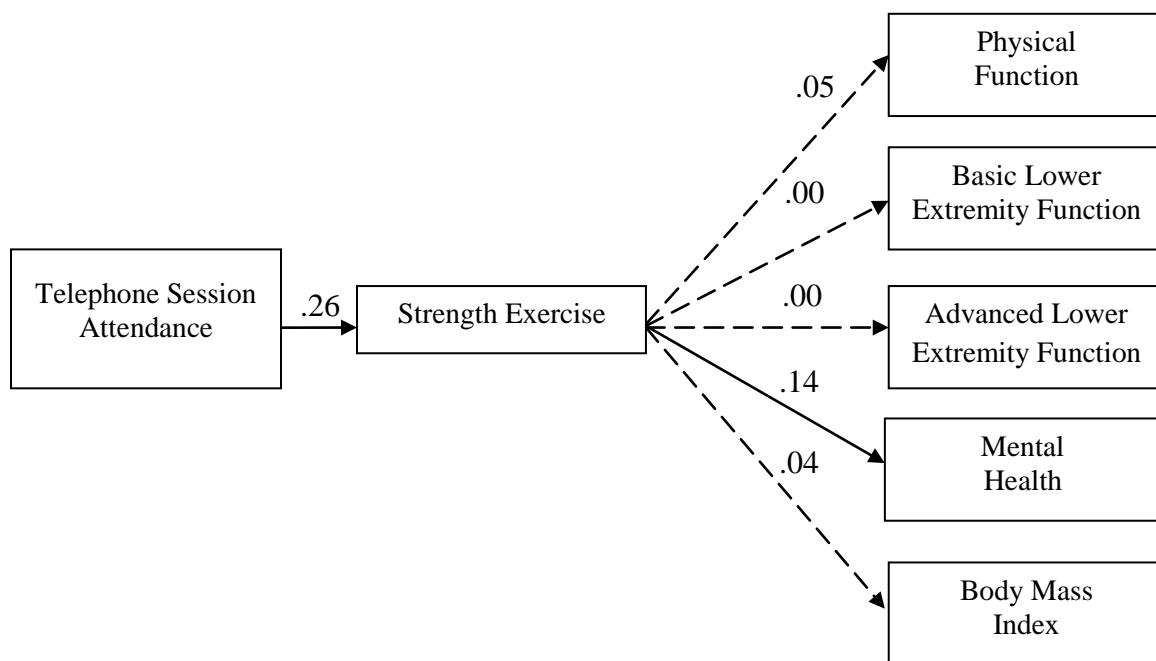 Physical
Function
.05
Basic Lower
Extremity Function
.00
Telephone Session
Attendance
.26
Strength Exercise
.00
Advanced Lower
Extremity Function
.14
Mental
Health
.04
Body Mass
Index